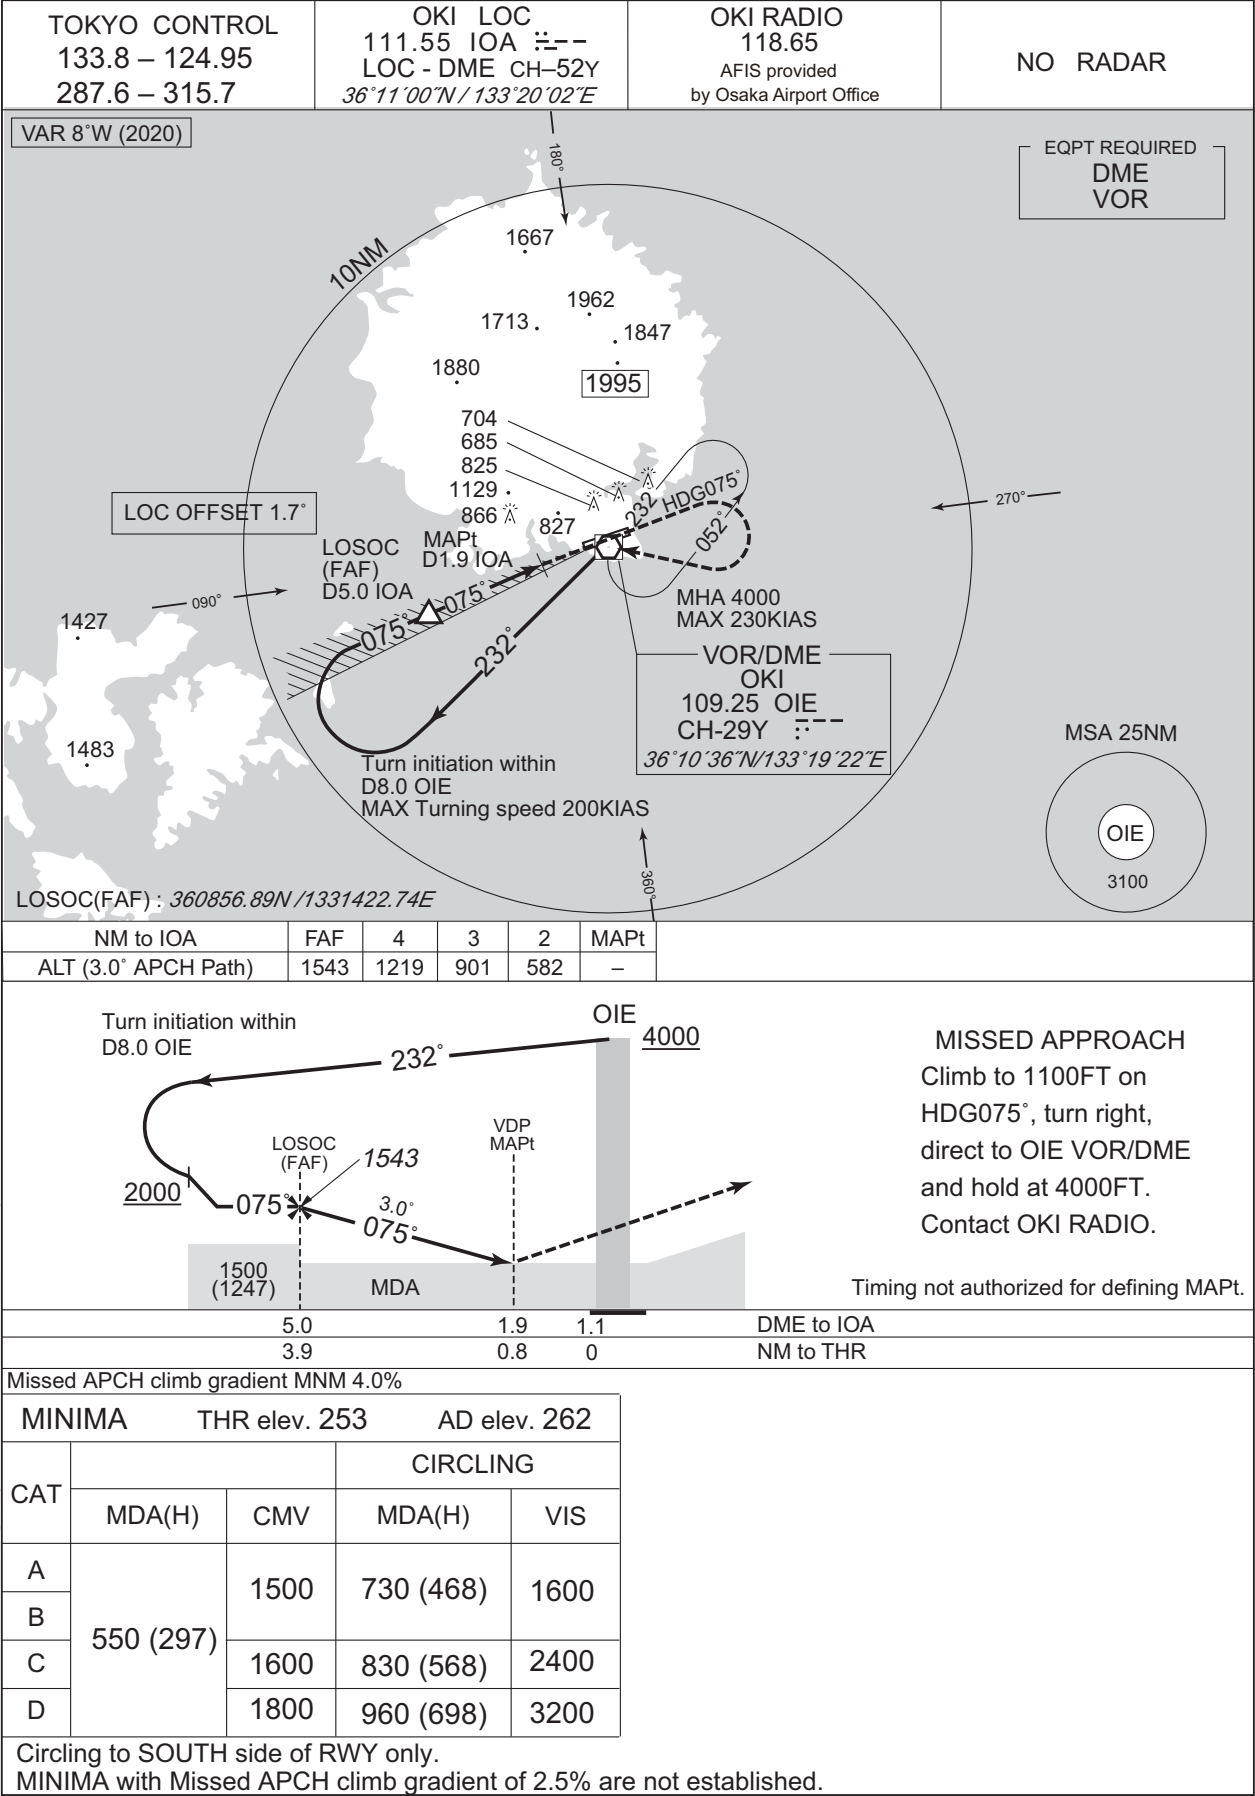 TOKYO CONTROL
133.8 – 124.95
287.6 – 315.7
OKI LOC
111.55 IOA
LOC - DME CH–52Y
36°11′00″N / 133°20′02″E
OKI RADIO
118.65
AFIS provided
by Osaka Airport Office
NO RADAR
VAR 8°W (2020)
180°
EQPT REQUIRED
DME
VOR
10NM
1667
1962
1713
1847
1880
1995
704
685
825
1129
866
827
232
HDG075°
052°
270°
LOC OFFSET 1.7°
LOSOC
(FAF)
D5.0 IOA
MAPt
D1.9 IOA
090°
075°
075°
232°
1427
1483
MHA 4000
MAX 230KIAS
VOR/DME
OKI
109.25 OIE
CH-29Y
36°10′36″N/133°19′22″E
Turn initiation within
D8.0 OIE
MAX Turning speed 200KIAS
360°
MSA 25NM
OIE
3100
LOSOC(FAF) : 360856.89N /1331422.74E
NM to IOA FAF 4 3 2 MAPt
ALT (3.0° APCH Path) 1543 1219 901 582 –
Turn initiation within
D8.0 OIE
OIE
4000
232°
VDP
MAPt
LOSOC
(FAF)
1543
2000
075°
3.0°
075°
1500
(1247)
MDA
MISSED APPROACH
Climb to 1100FT on
HDG075°, turn right,
direct to OIE VOR/DME
and hold at 4000FT.
Contact OKI RADIO.
Timing not authorized for defining MAPt.
5.0 1.9 1.1 DME to IOA
3.9 0.8 0 NM to THR
Missed APCH climb gradient MNM 4.0%
MINIMA THR elev. 253 AD elev. 262
CAT
CIRCLING
MDA(H) CMV MDA(H) VIS
A
B
550 (297)
1500 730 (468) 1600
C 1600 830 (568) 2400
D 1800 960 (698) 3200
Circling to SOUTH side of RWY only.
MINIMA with Missed APCH climb gradient of 2.5% are not established.